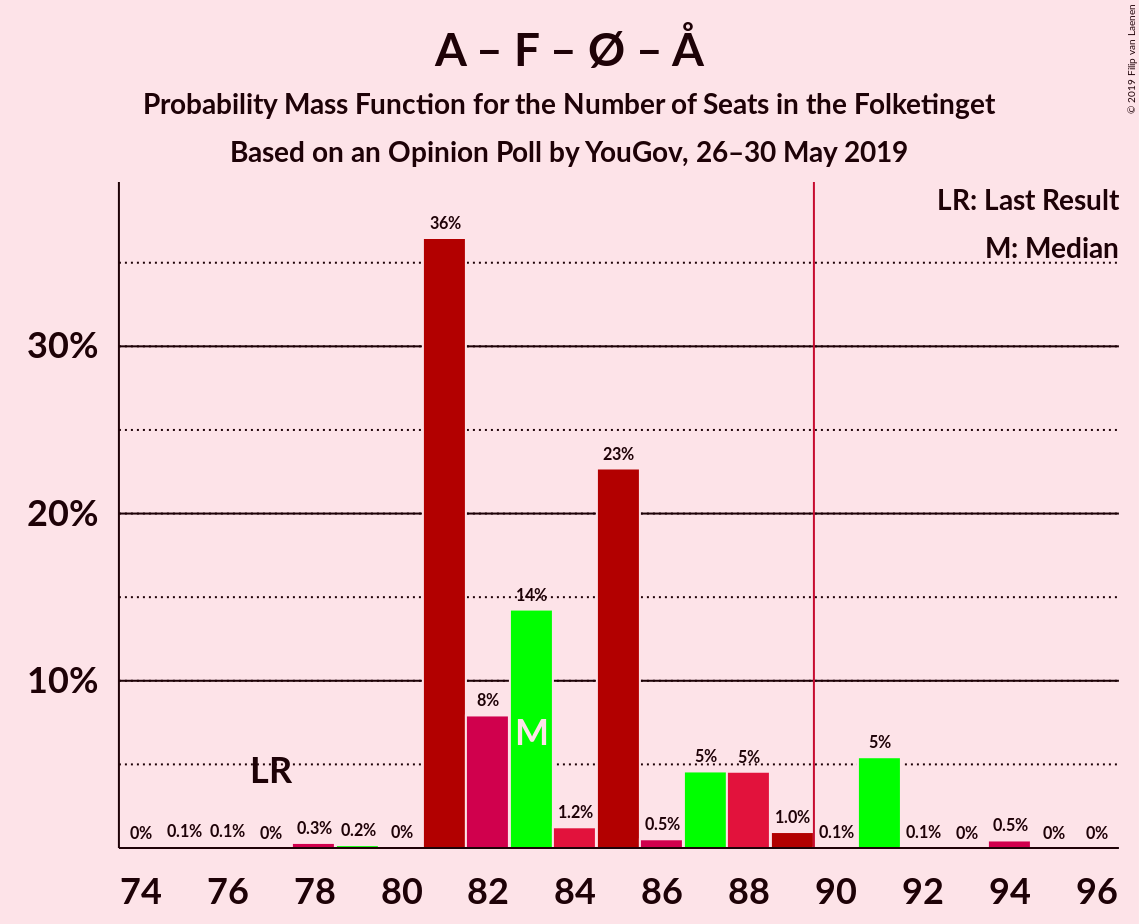 A – F – Ø – Å
Probability Mass Function for the Number of Seats in the Folketinget
Based on an Opinion Poll by YouGov, 26–30 May 2019
© 2019 Filip van Laenen
LR: Last Result
M: Median
36%
30%
23%
20%
14%
10%
8%
M
5%
5%
5%
LR
0%
0.1%
0.1%
0%
0.3%
0.2%
0%
1.2%
0.5%
1.0%
0.1%
0.1%
0%
0.5%
0%
0%
74 76 78 80 82 84 86 88 90 92 94 96